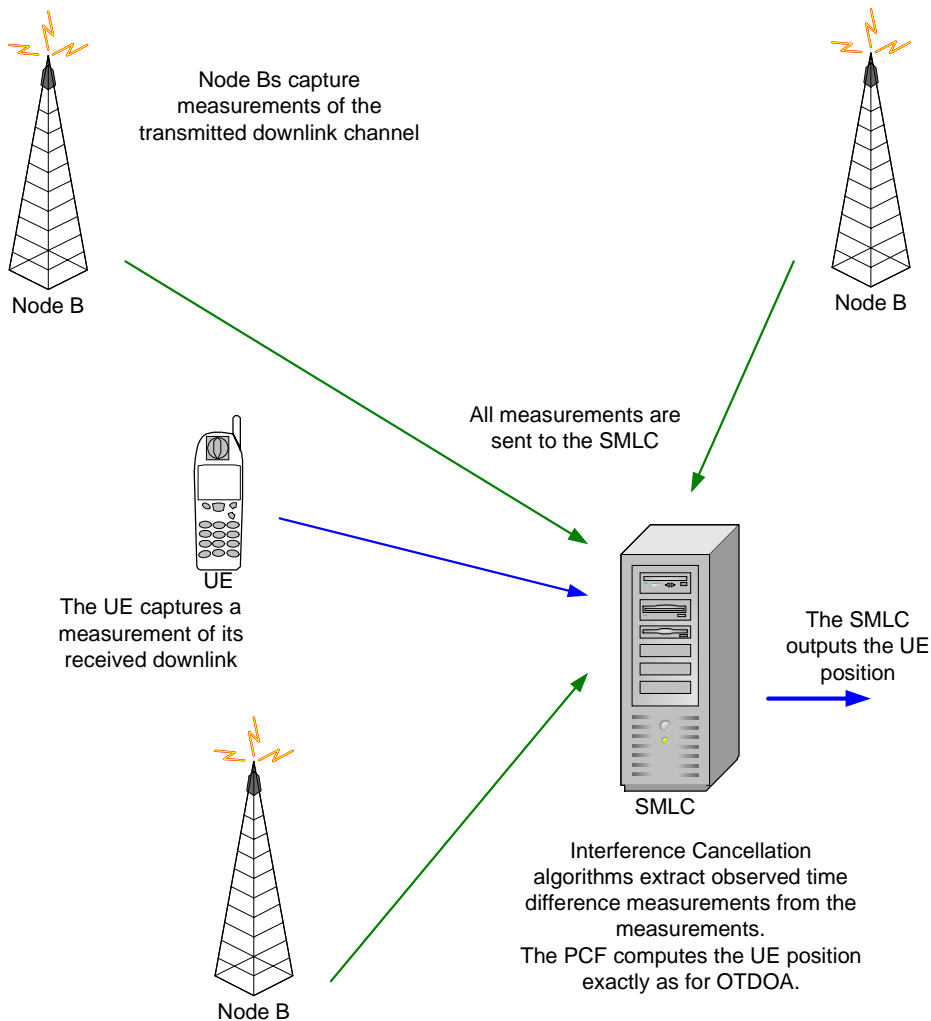 Node Bs capture
measurements of the
transmitted downlink channel
Node B
Node B
All measurements are
sent to the SMLC
UE
The UE captures a
measurement of its
received downlink
The SMLC
outputs the UE
position
SMLC
Interference Cancellation
algorithms extract observed time
difference measurements from the
measurements.
The PCF computes the UE position
exactly as for OTDOA.
Node B